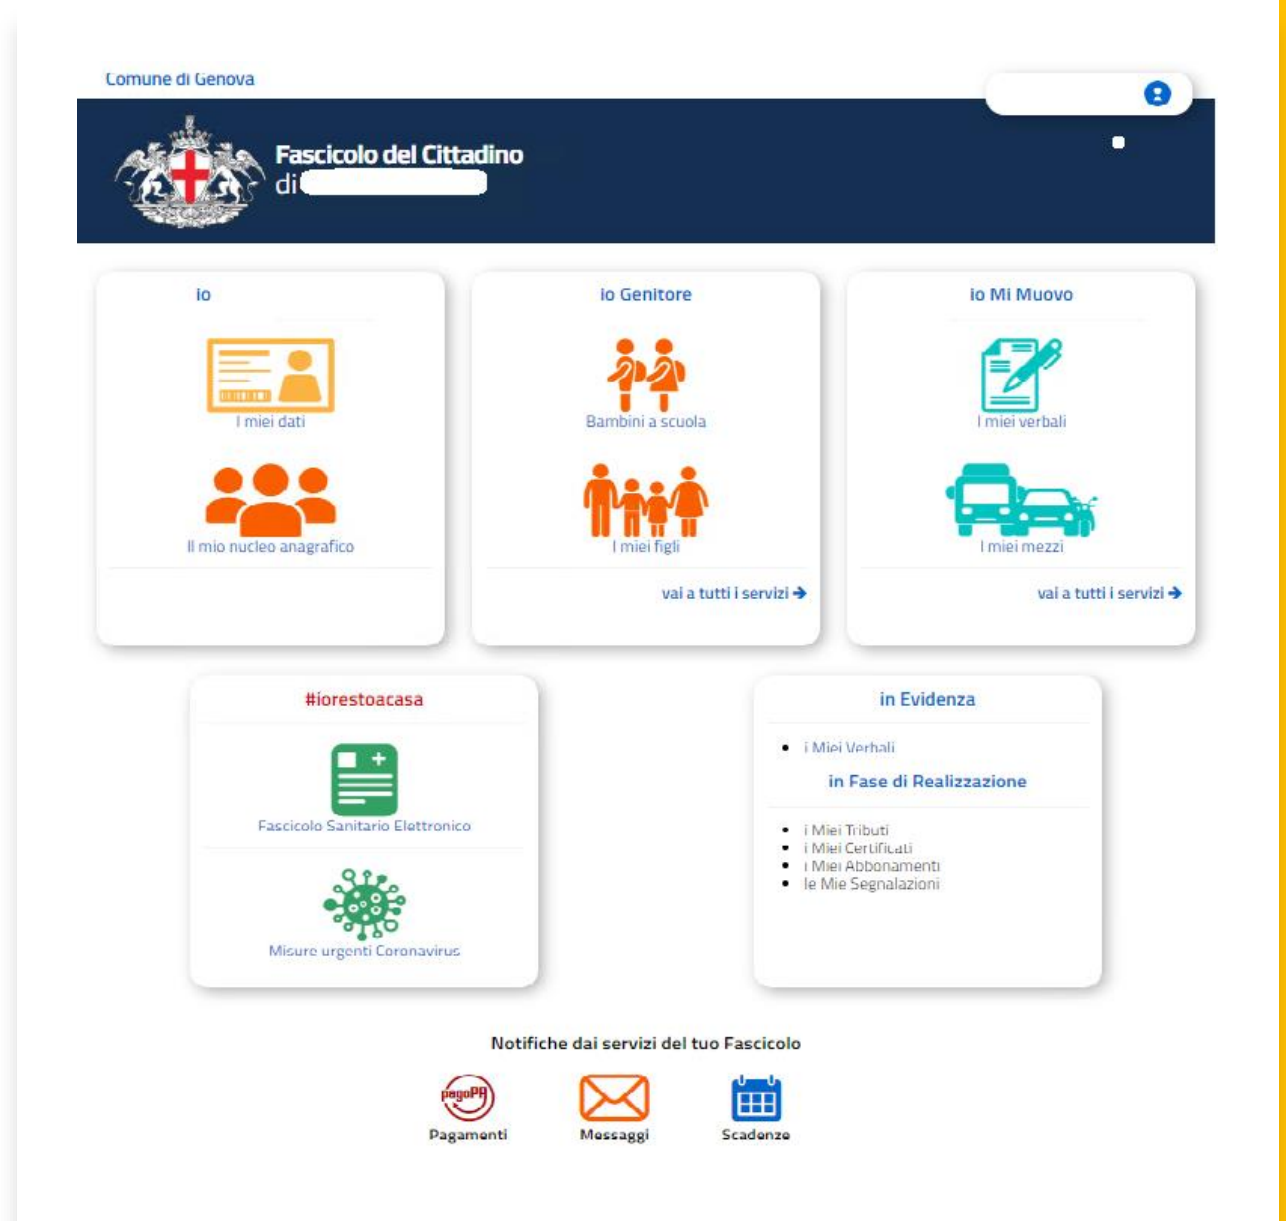 Comune di Genova
Fascicolo del Cittadino
di
io
I miei dati
Il mio nucleo anagrafico
io Genitore
Bambini a scuola
I miei figli
vai a tutti i servizi
io Mi Muovo
I miei verbali
I miei mezzi
vai a tutti i servizi
#iorestoacasa
Fascicolo Sanitario Elettronico
Misure urgenti Coronavirus
in Evidenza
i Miei Verbali
in Fase di Realizzazione
i Miei Tributi
i Miei Certificati
i Miei Abbonamenti
le Mie Segnalazioni
Notifiche dai servizi del tuo Fascicolo
pagoPA
Pagamenti
Messaggi
Scadenze